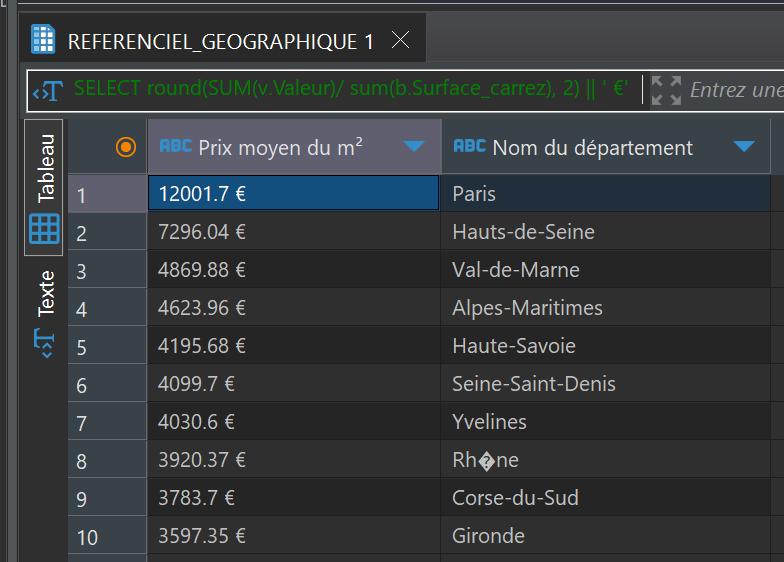 REFERENCIEL_GEOGRAPHIQUE 1
SELECT round(SUM(v.Valeur)/ sum(b.Surface_carrez), 2) || ' €' Entrez une
Tableau
Texte
ABC Prix moyen du m² ABC Nom du département
1 12001.7 € Paris
2 7296.04 € Hauts-de-Seine
3 4869.88 € Val-de-Marne
4 4623.96 € Alpes-Maritimes
5 4195.68 € Haute-Savoie
6 4099.7 € Seine-Saint-Denis
7 4030.6 € Yvelines
8 3920.37 € Rh�ne
9 3783.7 € Corse-du-Sud
10 3597.35 € Gironde